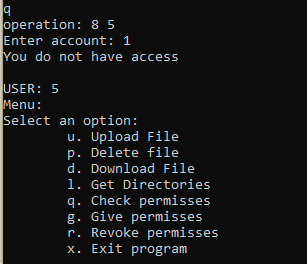 q
operation: 8 5
Enter account: 1
You do not have access
USER: 5
Menu:
Select an option:
u. Upload File
p. Delete file
d. Download File
l. Get Directories
q. Check permisses
g. Give permisses
r. Revoke permisses
x. Exit program